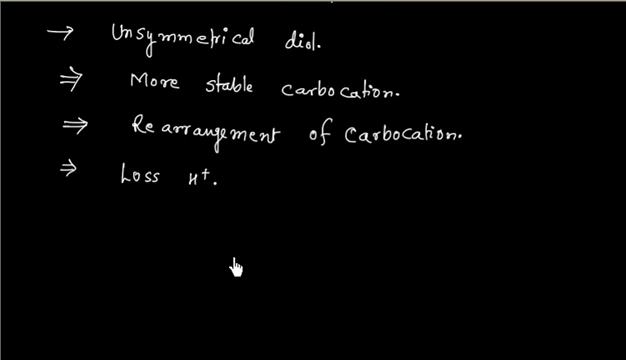 → Unsymmetrical diol.
⇒ More stable carbocation.
⇒ Rearrangement of carbocation.
⇒ Loss H⁺.